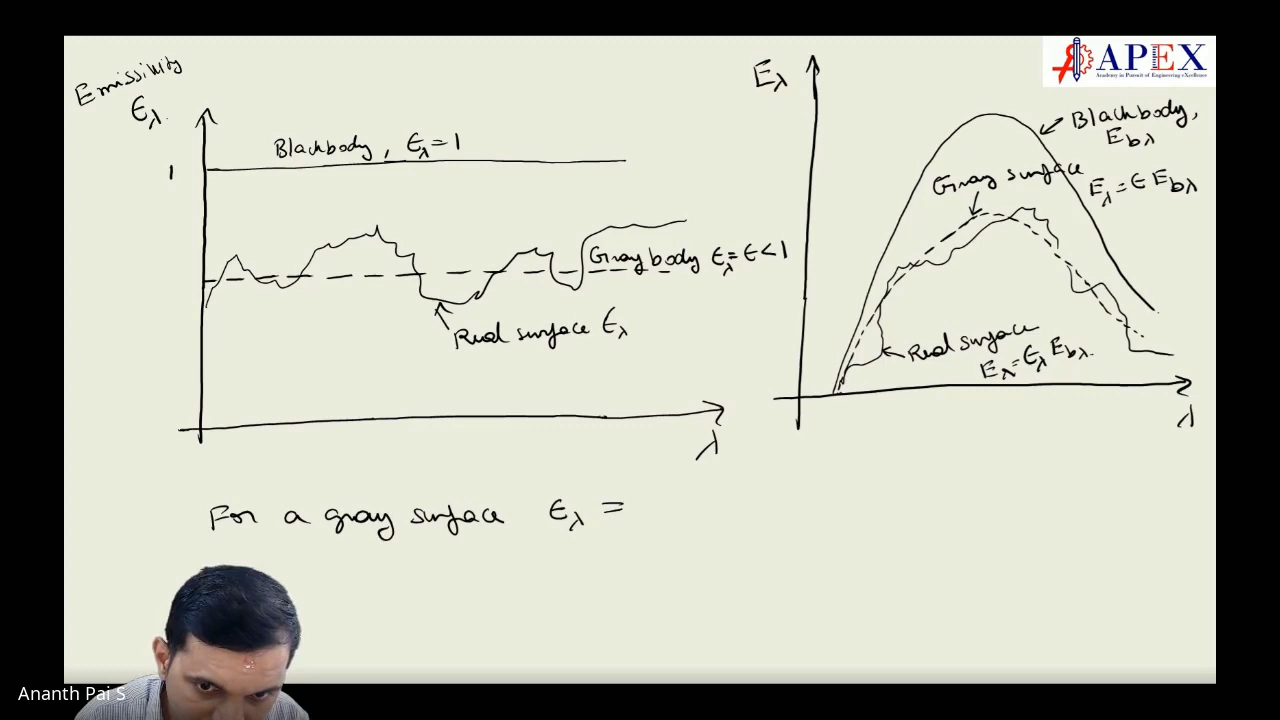 Emissivity
ϵλ
1
Blackbody, ϵλ = 1
Gray body ϵλ = ϵ < 1
Real surface ϵλ
λ
APEX
Academy in Pursuit of Engineering eXcellence
Eλ
Blackbody,
Ebλ
Gray surface
Eλ = ϵ Ebλ
Real surface
Eλ = ϵλ Ebλ.
λ
For a gray surface ϵλ =
Ananth Pai S